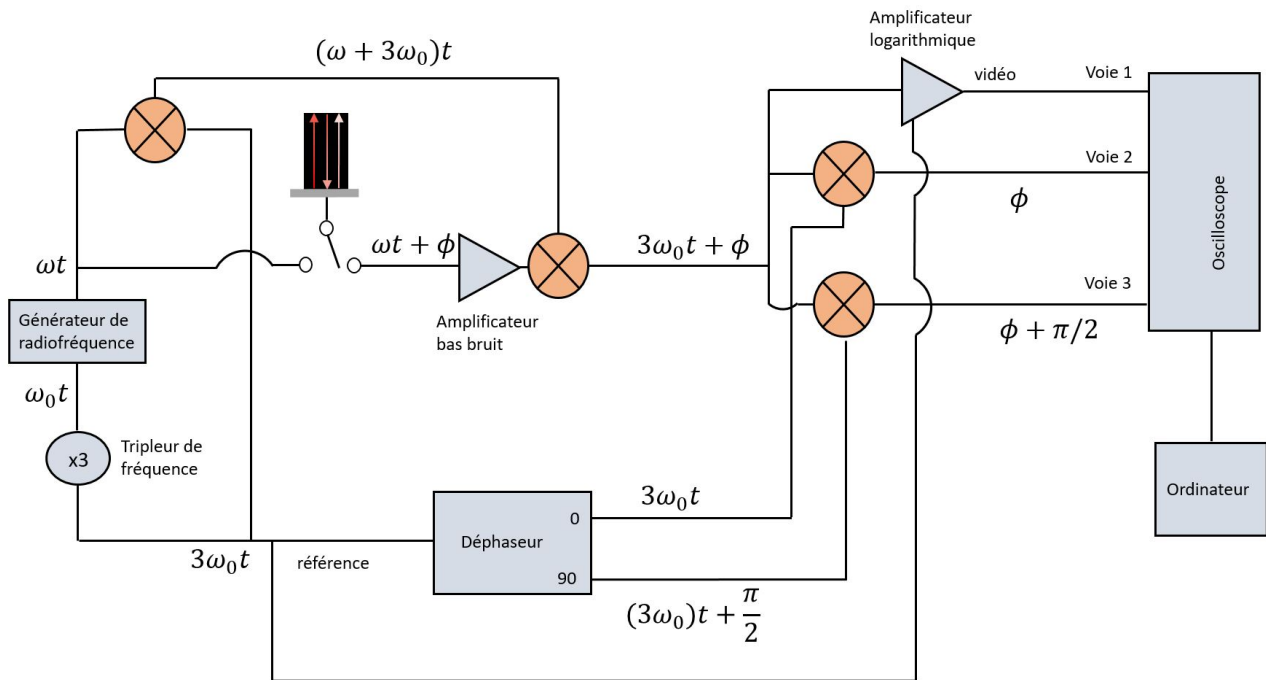 Amplificateur
logarithmique
(ω + 3ω₀)t
vidéo
Voie 1
Voie 2
ϕ
ωt
ωt + ϕ
3ω₀t + ϕ
Oscilloscope
Générateur de
radiofréquence
Amplificateur
bas bruit
Voie 3
ϕ + π/2
ω₀t
x3
Tripleur de
fréquence
3ω₀t
0
Déphaseur
90
Ordinateur
3ω₀t
référence
(3ω₀)t + π/2